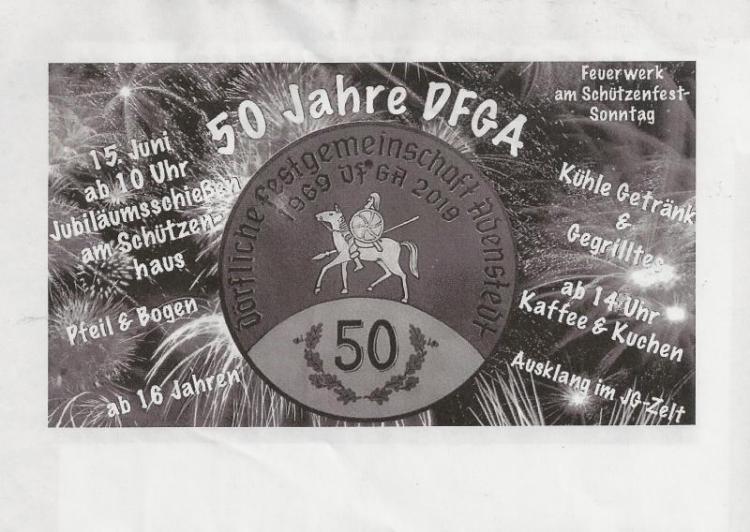 50 Jahre DFGA
Feuerwerk
am Schützenfest-
Sonntag
15. Juni
ab 10 Uhr
Jubiläumsschießen
am Schützen-
haus
Pfeil & Bogen
ab 16 Jahren
Dörfliche Festgemeinschaft Adenstedt
1969 DFGA 2019
50
Kühle Getränk
&
Gegrilltes
ab 14 Uhr
Kaffee & Kuchen
Ausklang im JG-Zelt